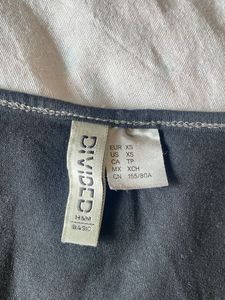 DIVIDED
H&M
BASIC
EUR XS
US XS
CA TP
MX XCH
CN 155/80A